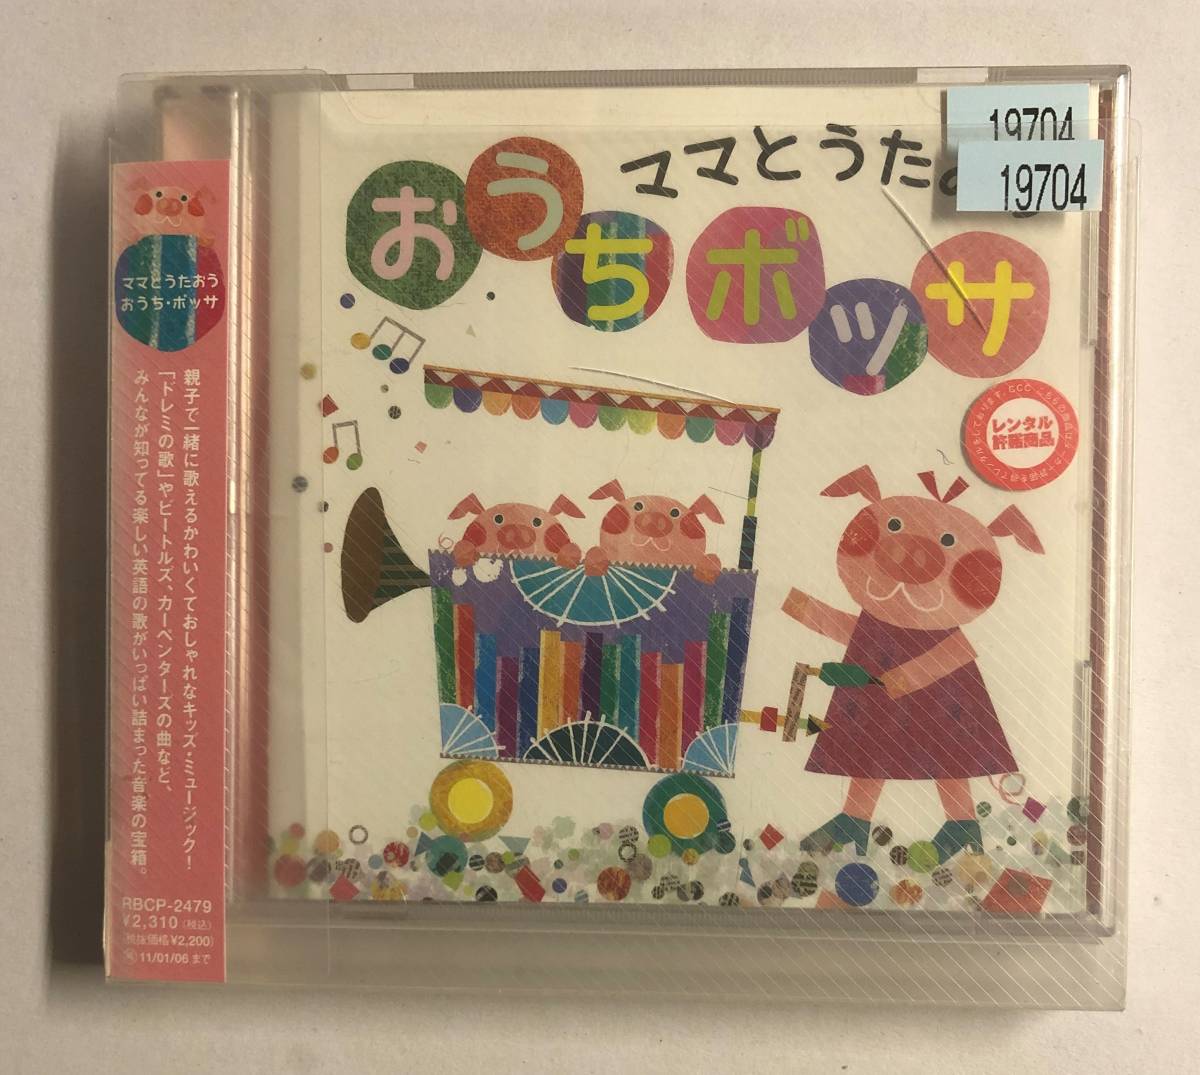 19704
19704
ママとうた
おうちボッサ
レンタル
許諾商品
ママとうたおう
おうち・ボッサ
親子で一緒に歌えるかわいくておしゃれなキッズ・ミュージック！
「ドレミの歌」やビートルズ、カーペンターズの曲など、
みんなが知ってる楽しい英語の歌がいっぱい詰まった音楽の宝箱。
RBCP-2479
¥2,310 (税込)
(税抜価格¥2,200)
11/01/06 まで